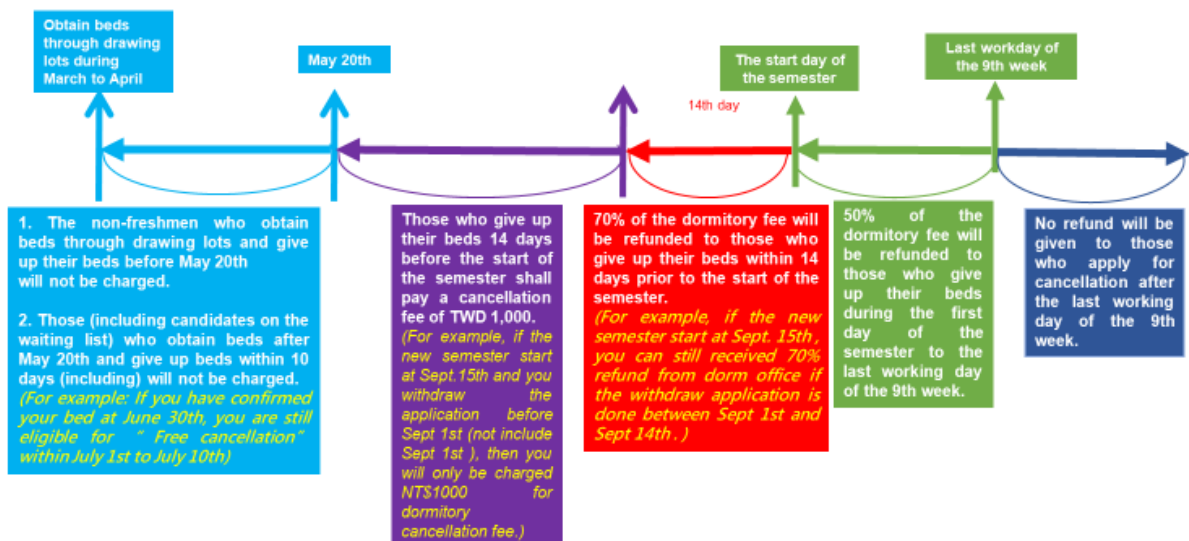 Obtain beds
through drawing
lots during
March to April
May 20th
14th day
The start day of
the semester
Last workday of
the 9th week
1. The non-freshmen who obtain
beds through drawing lots and give
up their beds before May 20th
will not be charged.
2. Those (including candidates on the
waiting list) who obtain beds after
May 20th and give up beds within 10
days (including) will not be charged.
(For example: If you have confirmed
your bed at June 30th, you are still
eligible for “ Free cancellation”
within July 1st to July 10th)
Those who give up
their beds 14 days
before the start of
the semester shall
pay a cancellation
fee of TWD 1,000.
(For example, if the
new semester start
at Sept.15th and you
withdraw the
application before
Sept 1st (not include
Sept 1st ), then you
will only be charged
NT$1000 for
dormitory
cancellation fee.)
70% of the dormitory fee will
be refunded to those who
give up their beds within 14
days prior to the start of the
semester.
(For example, if the new
semester start at Sept. 15th ,
you can still received 70%
refund from dorm office if
the withdraw application is
done between Sept 1st and
Sept 14th . )
50% of the
dormitory fee will
be refunded to
those who give
up their beds
during the first
day of the
semester to the
last working day
of the 9th week.
No refund will be
given to those
who apply for
cancellation after
the last working
day of the 9th
week.